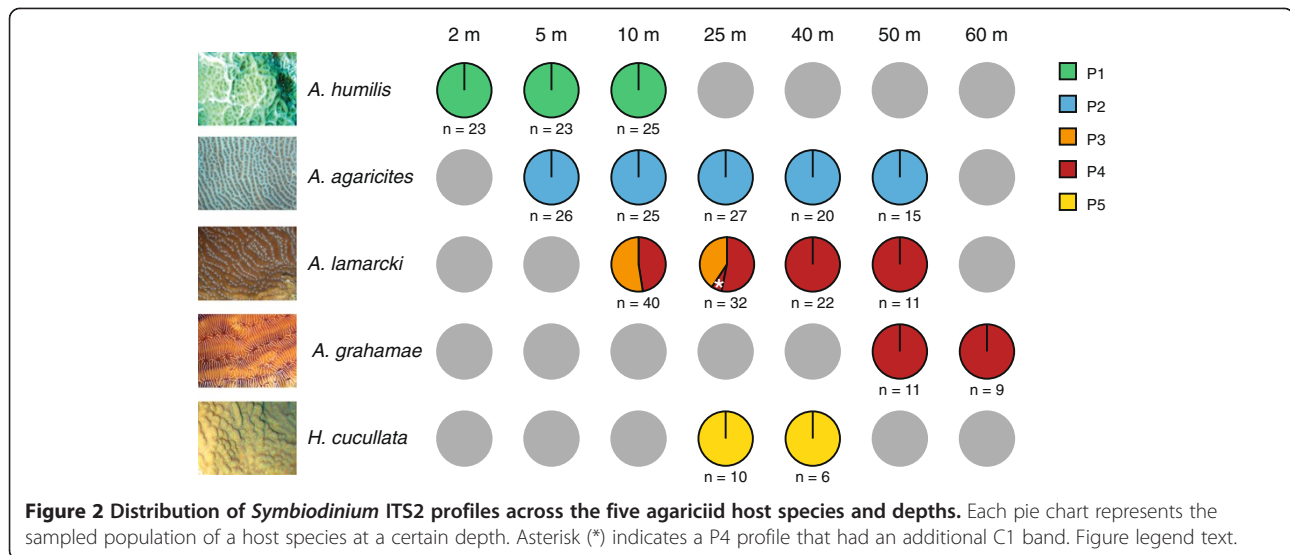 2 m 5 m 10 m 25 m 40 m 50 m 60 m
A. humilis
n = 23 n = 23 n = 25
A. agaricites
n = 26 n = 25 n = 27 n = 20 n = 15
A. lamarcki
*
n = 40 n = 32 n = 22 n = 11
A. grahamae
n = 11 n = 9
H. cucullata
n = 10 n = 6
P1
P2
P3
P4
P5
Figure 2 Distribution of Symbiodinium ITS2 profiles across the five agariciid host species and depths. Each pie chart represents the
sampled population of a host species at a certain depth. Asterisk (*) indicates a P4 profile that had an additional C1 band. Figure legend text.